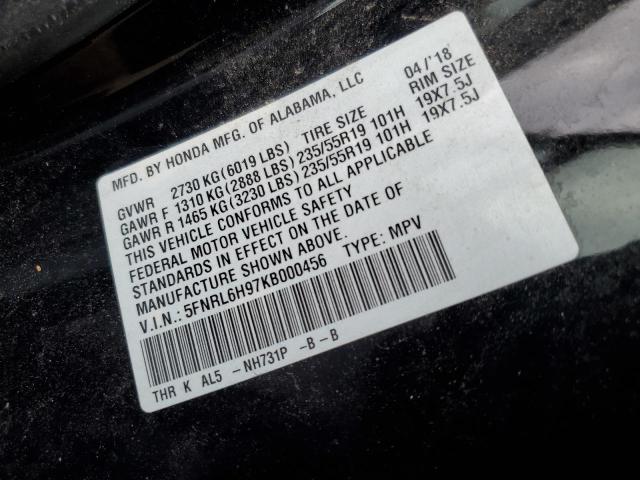 MFD. BY HONDA MFG. OF ALABAMA, LLC 04/'18
GVWR 2730 KG(6019 LBS) TIRE SIZE RIM SIZE
GAWR F 1310 KG(2888 LBS) 235/55R19 101H 19X7.5J
GAWR R 1465 KG(3230 LBS) 235/55R19 101H 19X7.5J
THIS VEHICLE CONFORMS TO ALL APPLICABLE
FEDERAL MOTOR VEHICLE SAFETY
STANDARDS IN EFFECT ON THE DATE OF
MANUFACTURE SHOWN ABOVE.
V.I.N.: 5FNRL6H97KB000456 TYPE: MPV
THR K AL5 -NH731P -B-B